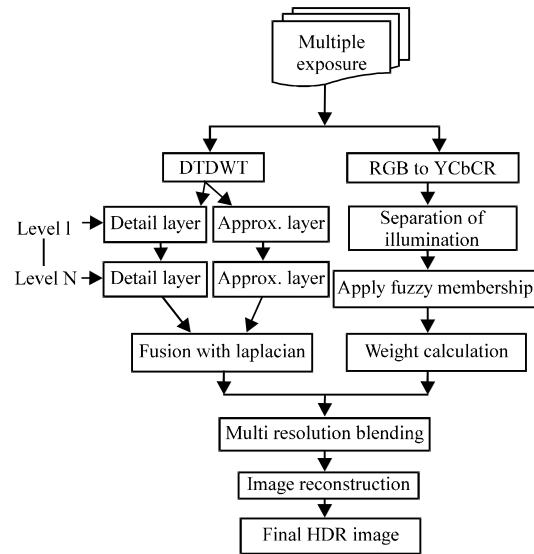 Multiple
exposure
DTDWT
RGB to YCbCR
Level 1
Detail layer
Approx. layer
Separation of
illumination
Level N
Detail layer
Approx. layer
Apply fuzzy membership
Fusion with laplacian
Weight calculation
Multi resolution blending
Image reconstruction
Final HDR image